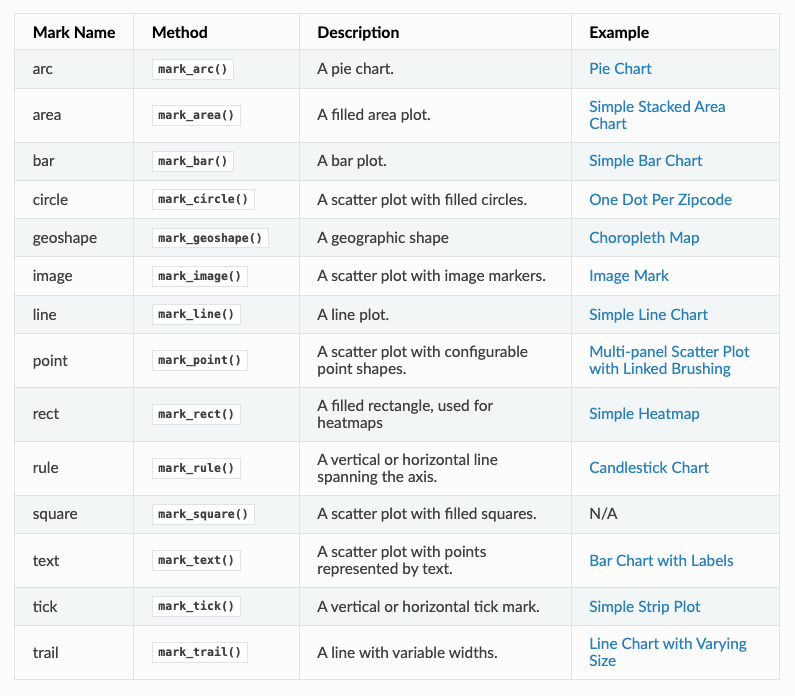 Mark Name Method Description Example
arc mark_arc() A pie chart. Pie Chart
area mark_area() A filled area plot. Simple Stacked Area
Chart
bar mark_bar() A bar plot. Simple Bar Chart
circle mark_circle() A scatter plot with filled circles. One Dot Per Zipcode
geoshape mark_geoshape() A geographic shape Choropleth Map
image mark_image() A scatter plot with image markers. Image Mark
line mark_line() A line plot. Simple Line Chart
point mark_point() A scatter plot with configurable
point shapes. Multi-panel Scatter Plot
with Linked Brushing
rect mark_rect() A filled rectangle, used for
heatmaps Simple Heatmap
rule mark_rule() A vertical or horizontal line
spanning the axis. Candlestick Chart
square mark_square() A scatter plot with filled squares. N/A
text mark_text() A scatter plot with points
represented by text. Bar Chart with Labels
tick mark_tick() A vertical or horizontal tick mark. Simple Strip Plot
trail mark_trail() A line with variable widths. Line Chart with Varying
Size